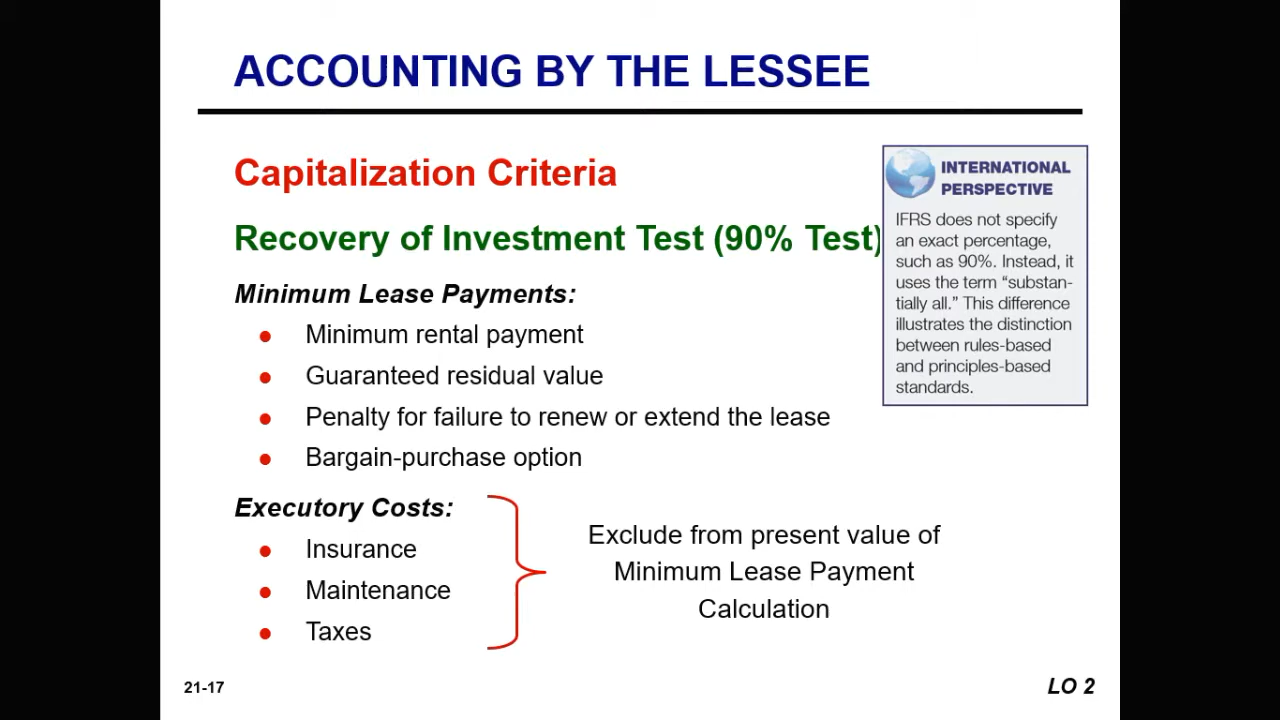 ACCOUNTING BY THE LESSEE
Capitalization Criteria
Recovery of Investment Test (90% Test)
Minimum Lease Payments:
Minimum rental payment
Guaranteed residual value
Penalty for failure to renew or extend the lease
Bargain-purchase option
INTERNATIONAL
PERSPECTIVE
IFRS does not specify
an exact percentage,
such as 90%. Instead, it
uses the term “substan-
tially all.” This difference
illustrates the distinction
between rules-based
and principles-based
standards.
Executory Costs:
Insurance
Maintenance
Taxes
Exclude from present value of
Minimum Lease Payment
Calculation
21-17
LO 2